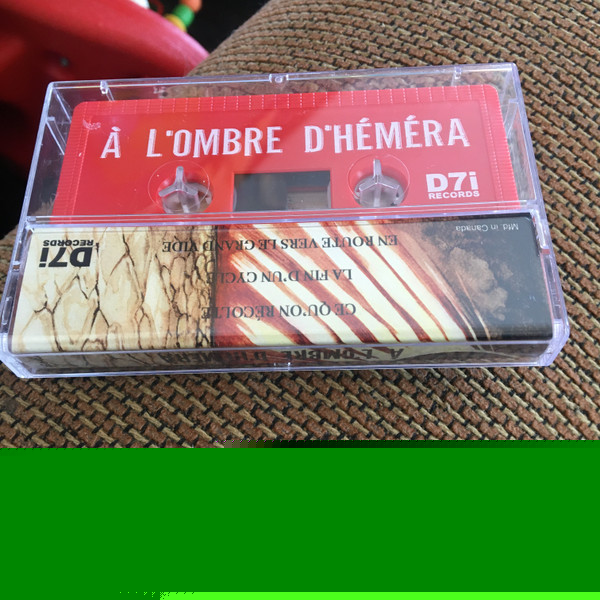 À L'OMBRE D'HÉMÉRA
D7i
RECORDS
Mfd in Canada
EN ROUTE VERS LE GRAND VIDE
LA FIN D'UN CYCLE
CE QU'ON RÉCOLTE
D7i
RECORDS
À L'OMBRE D'HÉMÉRA